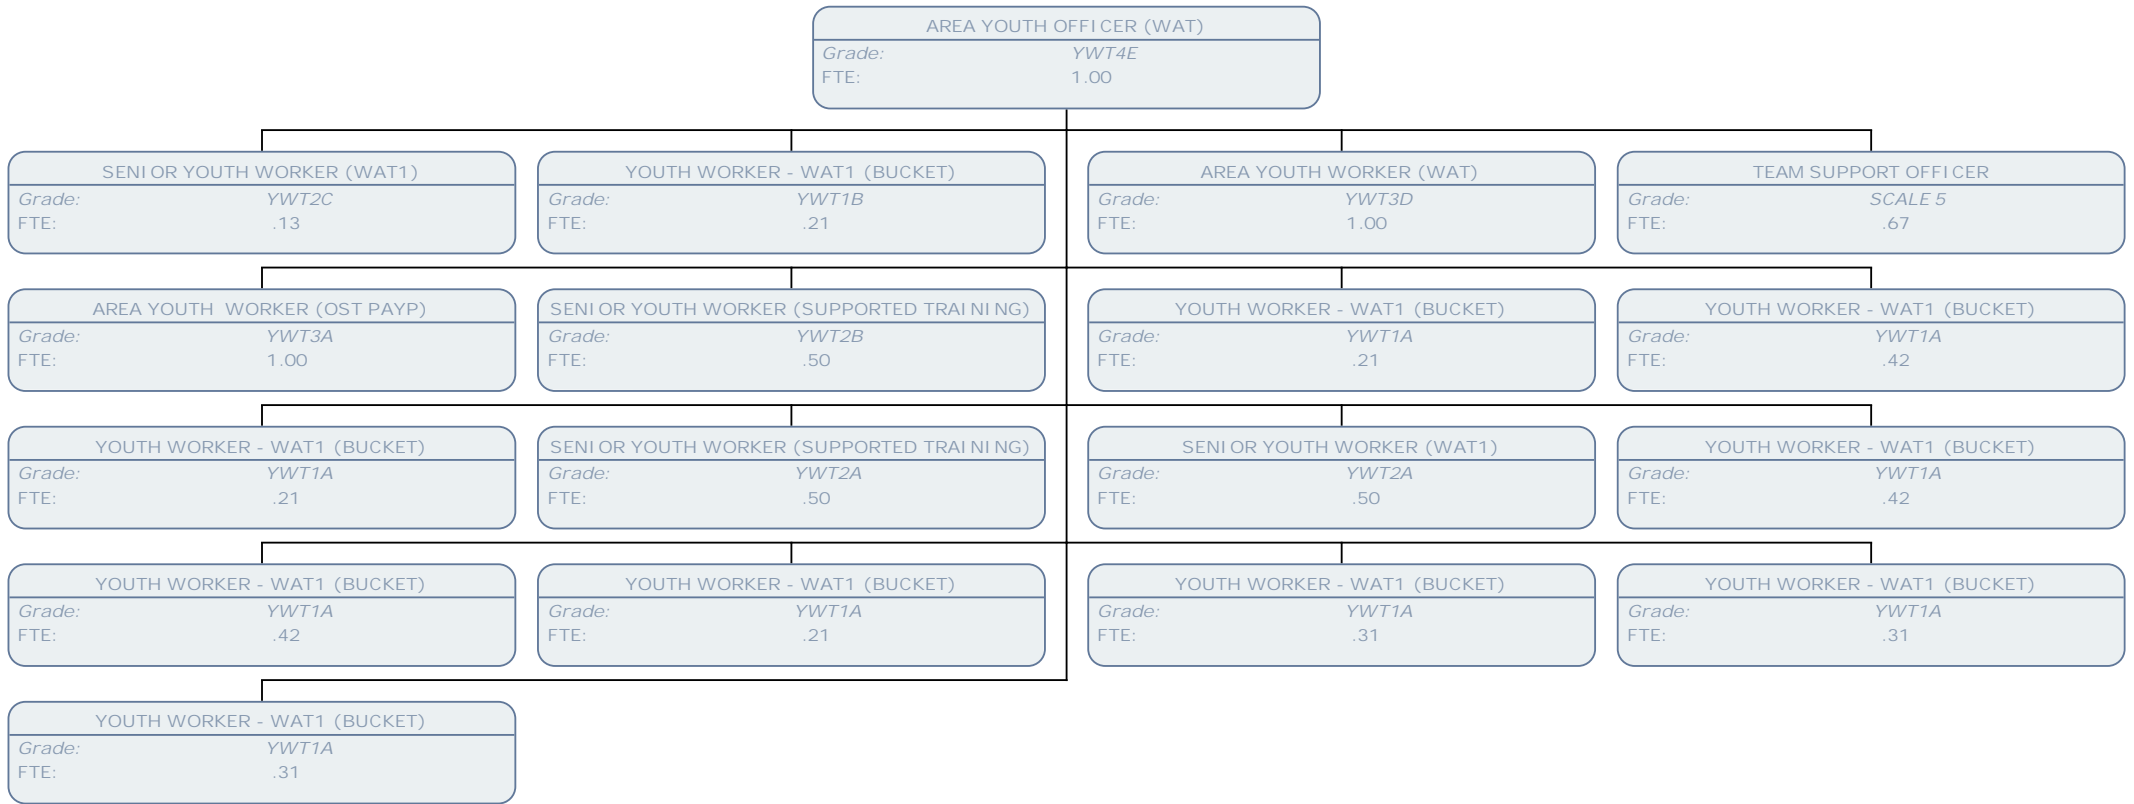 AREA YOUTH OFFICER (WAT)
Grade: YWT4E
FTE: 1.00
SENIOR YOUTH WORKER (WAT1)
Grade: YWT2C
FTE: .13
YOUTH WORKER - WAT1 (BUCKET)
Grade: YWT1B
FTE: .21
AREA YOUTH WORKER (WAT)
Grade: YWT3D
FTE: 1.00
TEAM SUPPORT OFFICER
Grade: SCALE 5
FTE: .67
AREA YOUTH WORKER (OST PAYP)
Grade: YWT3A
FTE: 1.00
SENIOR YOUTH WORKER (SUPPORTED TRAINING)
Grade: YWT2B
FTE: .50
YOUTH WORKER - WAT1 (BUCKET)
Grade: YWT1A
FTE: .21
YOUTH WORKER - WAT1 (BUCKET)
Grade: YWT1A
FTE: .42
YOUTH WORKER - WAT1 (BUCKET)
Grade: YWT1A
FTE: .21
SENIOR YOUTH WORKER (SUPPORTED TRAINING)
Grade: YWT2A
FTE: .50
SENIOR YOUTH WORKER (WAT1)
Grade: YWT2A
FTE: .50
YOUTH WORKER - WAT1 (BUCKET)
Grade: YWT1A
FTE: .42
YOUTH WORKER - WAT1 (BUCKET)
Grade: YWT1A
FTE: .42
YOUTH WORKER - WAT1 (BUCKET)
Grade: YWT1A
FTE: .21
YOUTH WORKER - WAT1 (BUCKET)
Grade: YWT1A
FTE: .31
YOUTH WORKER - WAT1 (BUCKET)
Grade: YWT1A
FTE: .31
YOUTH WORKER - WAT1 (BUCKET)
Grade: YWT1A
FTE: .31